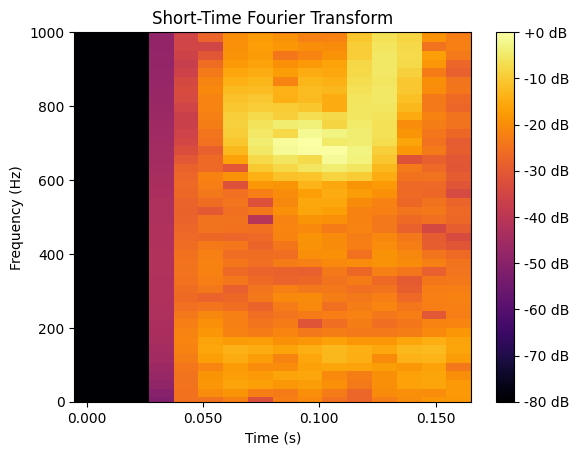 Short-Time Fourier Transform
Frequency (Hz)
1000
800
600
400
200
0
0.000
0.050
0.100
0.150
Time (s)
+0 dB
-10 dB
-20 dB
-30 dB
-40 dB
-50 dB
-60 dB
-70 dB
-80 dB